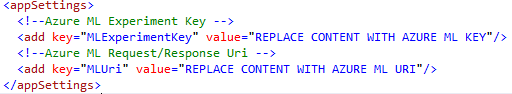 <appSettings>
<!--Azure ML Experiment Key -->
<add key="MLExperimentKey" value="REPLACE CONTENT WITH AZURE ML KEY"/>
<!--Azure ML Request/Response Uri -->
<add key="MLUri" value="REPLACE CONTENT WITH AZURE ML URI"/>
</appSettings>